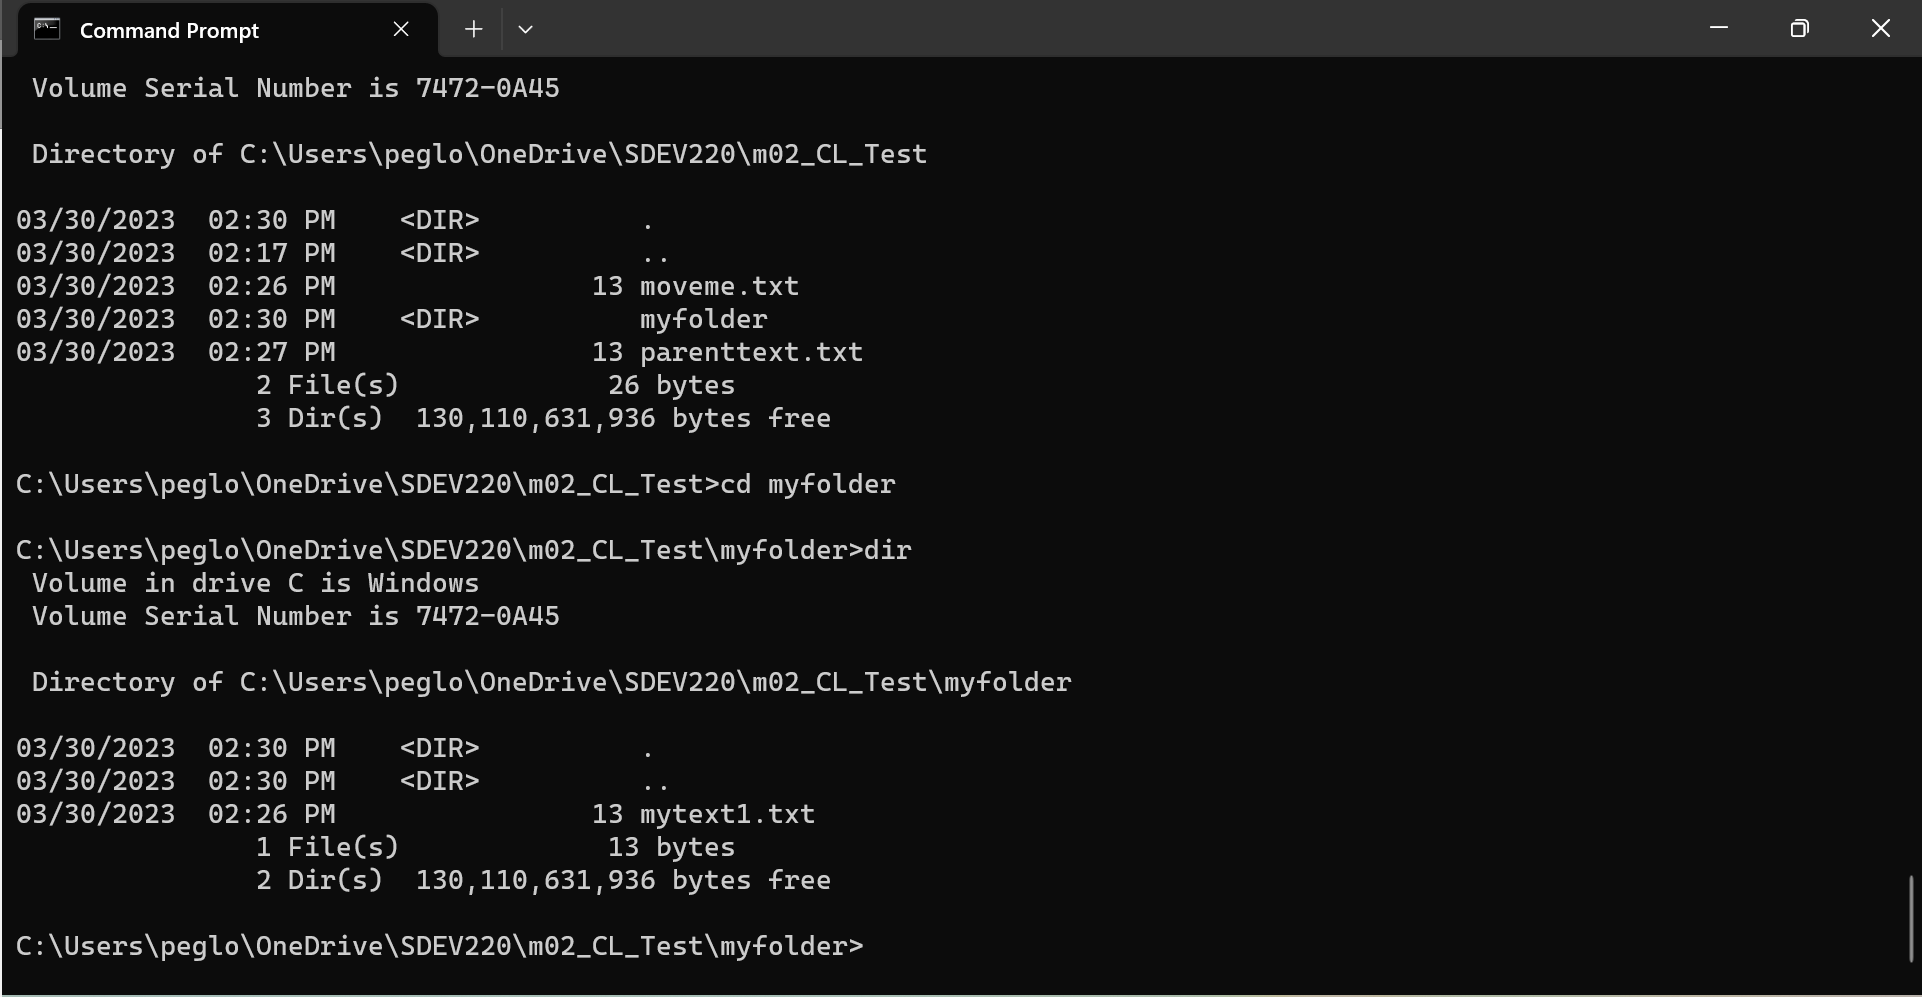 Command Prompt
Volume Serial Number is 7472-0A45
Directory of C:\Users\peglo\OneDrive\SDEV220\m02_CL_Test
03/30/2023  02:30 PM    <DIR>          .
03/30/2023  02:17 PM    <DIR>          ..
03/30/2023  02:26 PM                13 moveme.txt
03/30/2023  02:30 PM    <DIR>          myfolder
03/30/2023  02:27 PM                13 parenttext.txt
               2 File(s)             26 bytes
               3 Dir(s)  130,110,631,936 bytes free
C:\Users\peglo\OneDrive\SDEV220\m02_CL_Test>cd myfolder
C:\Users\peglo\OneDrive\SDEV220\m02_CL_Test\myfolder>dir
 Volume in drive C is Windows
 Volume Serial Number is 7472-0A45
 Directory of C:\Users\peglo\OneDrive\SDEV220\m02_CL_Test\myfolder
03/30/2023  02:30 PM    <DIR>          .
03/30/2023  02:30 PM    <DIR>          ..
03/30/2023  02:26 PM                13 mytext1.txt
               1 File(s)             13 bytes
               2 Dir(s)  130,110,631,936 bytes free
C:\Users\peglo\OneDrive\SDEV220\m02_CL_Test\myfolder>